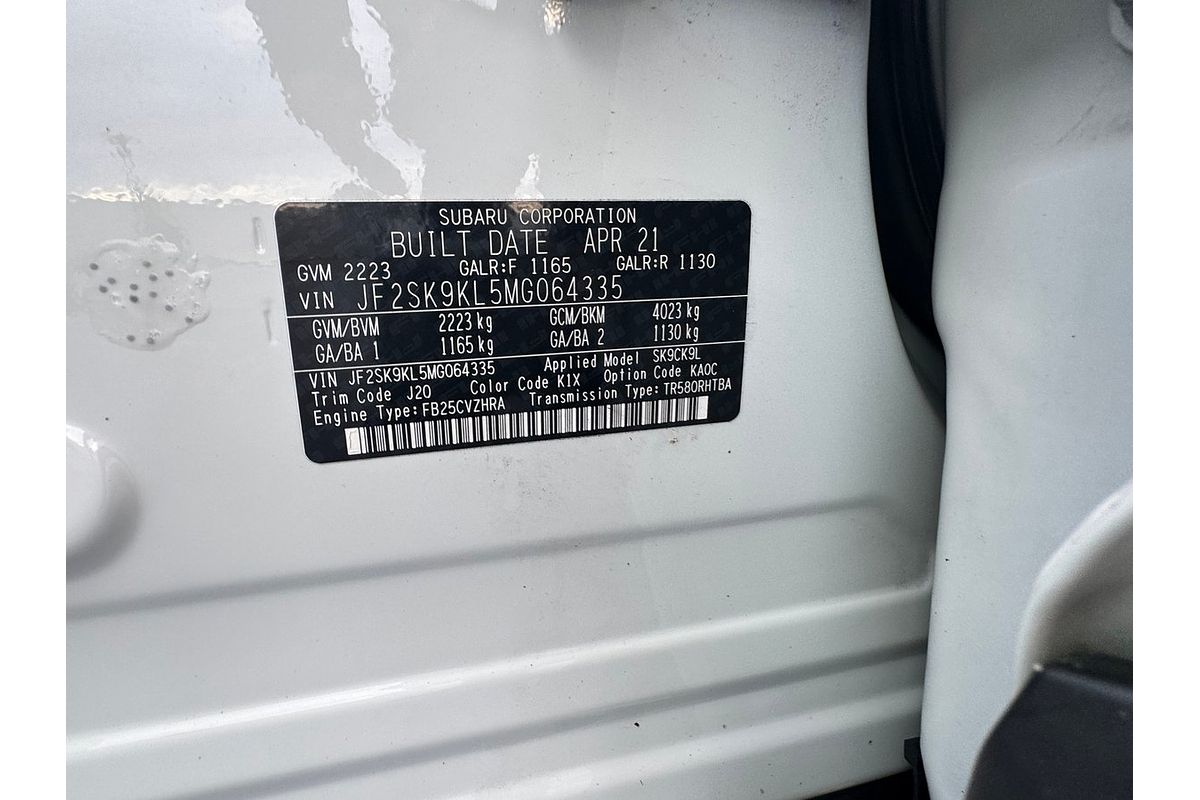 SUBARU CORPORATION
BUILT DATE APR 21
GVM 2223 GALR:F 1165 GALR:R 1130
VIN JF2SK9KL5MG064335
GVM/BVM 2223 kg GCM/BKM 4023 kg
GA/BA 1 1165 kg GA/BA 2 1130 kg
VIN JF2SK9KL5MG064335 Applied Model SK9CK9L
Trim Code J20 Color Code K1X Option Code KAOC
Engine Type:FB25CVZHRA Transmission Type:TR580RHTBA